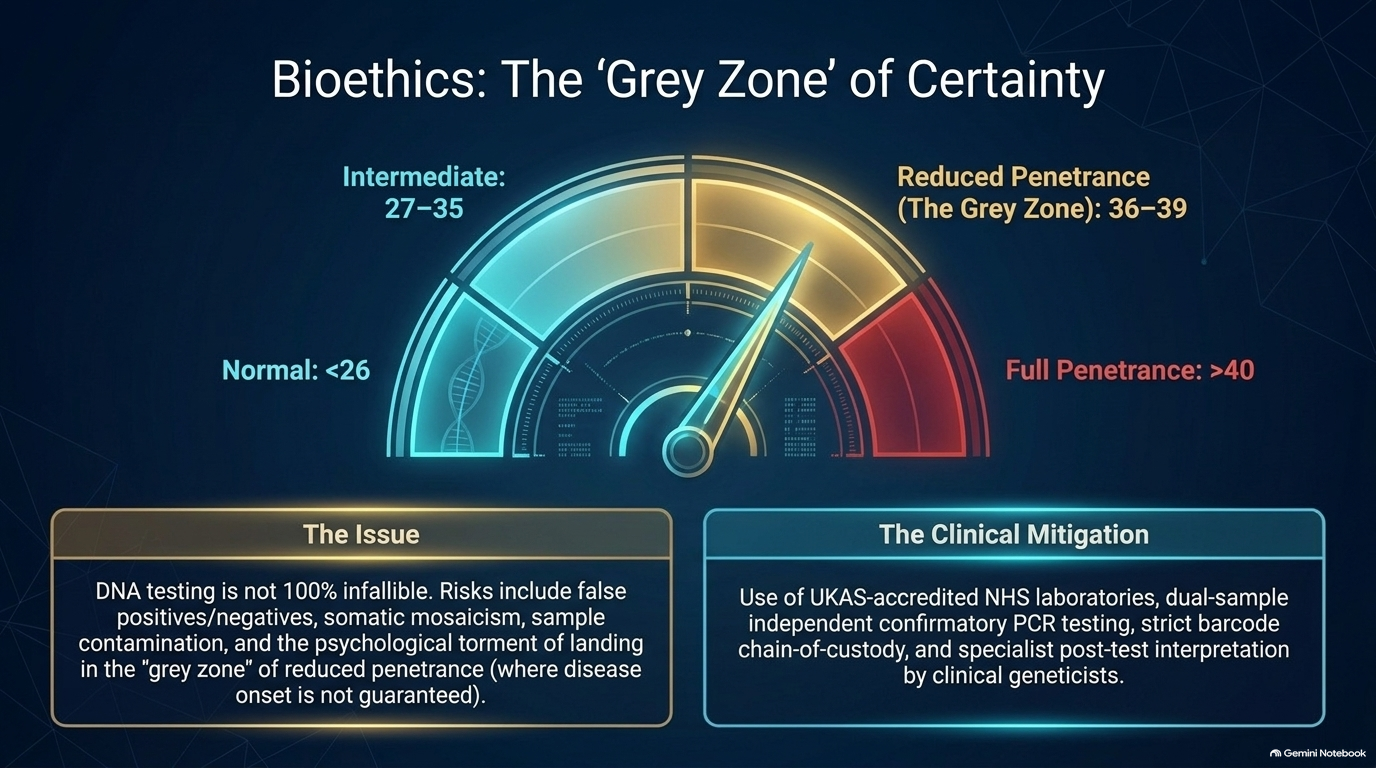 Bioethics: The ‘Grey Zone’ of Certainty
Intermediate:
27–35
Reduced Penetrance
(The Grey Zone): 36–39
Normal: <26
Full Penetrance: >40
The Issue
DNA testing is not 100% infallible. Risks include false
positives/negatives, somatic mosaicism, sample
contamination, and the psychological torment of landing
in the "grey zone" of reduced penetrance (where disease
onset is not guaranteed).
The Clinical Mitigation
Use of UKAS-accredited NHS laboratories, dual-sample
independent confirmatory PCR testing, strict barcode
chain-of-custody, and specialist post-test interpretation
by clinical geneticists.
Gemini Notebook